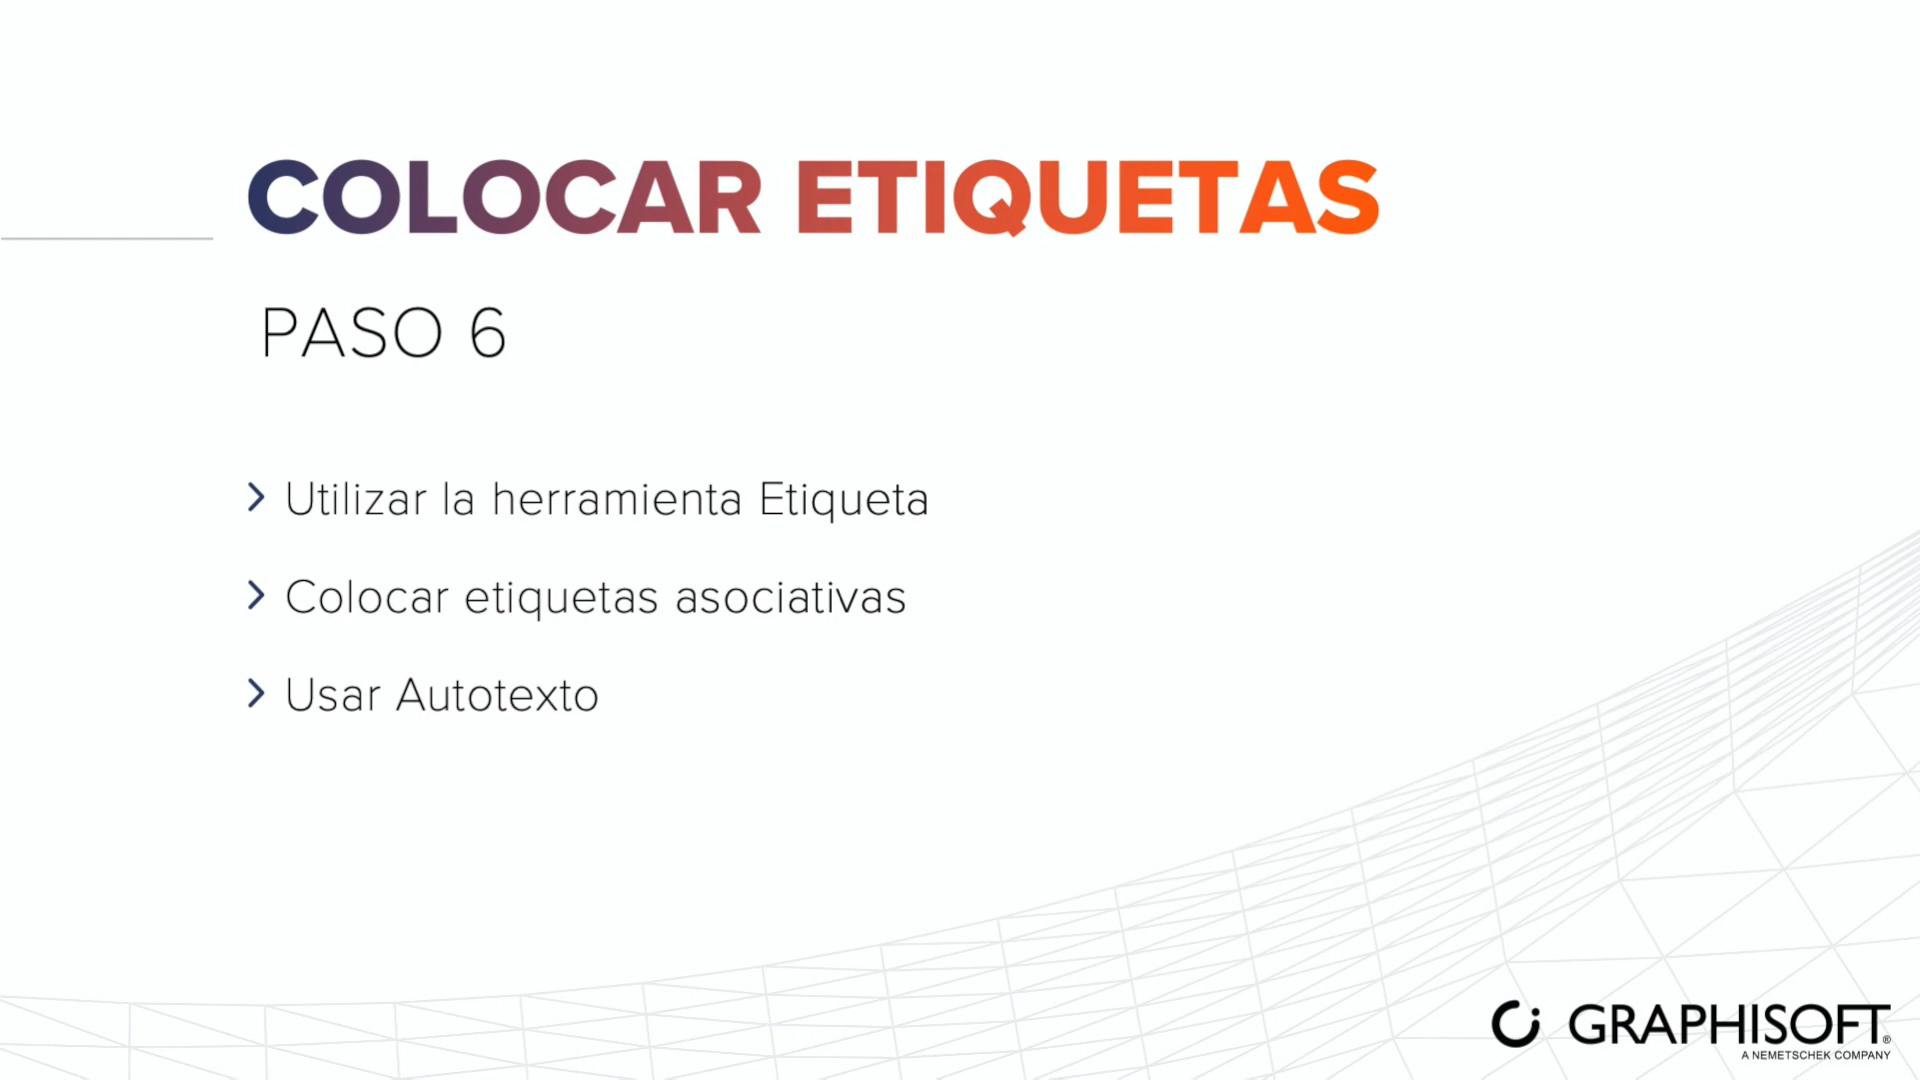 COLOCAR ETIQUETAS
PASO 6
Utilizar la herramienta Etiqueta
Colocar etiquetas asociativas
Usar Autotexto
GRAPHISOFT®
A NEMETSCHEK COMPANY